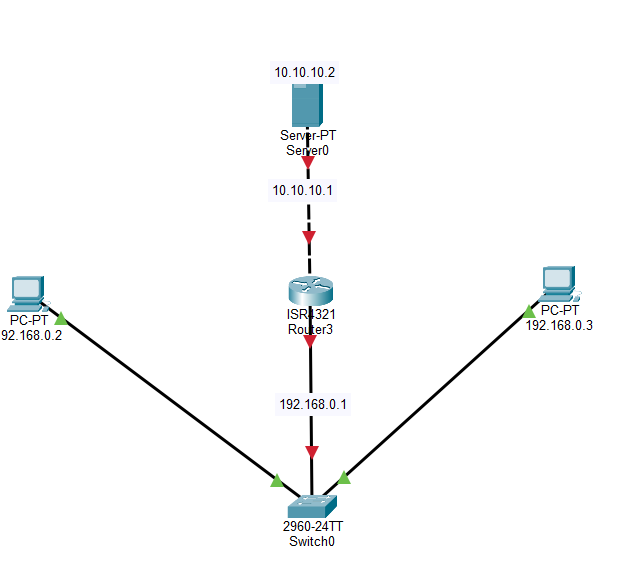 10.10.10.2
Server-PT
Server0
10.10.10.1
ISR4321
Router3
PC-PT
92.168.0.2
PC-PT
192.168.0.3
192.168.0.1
2960-24TT
Switch0